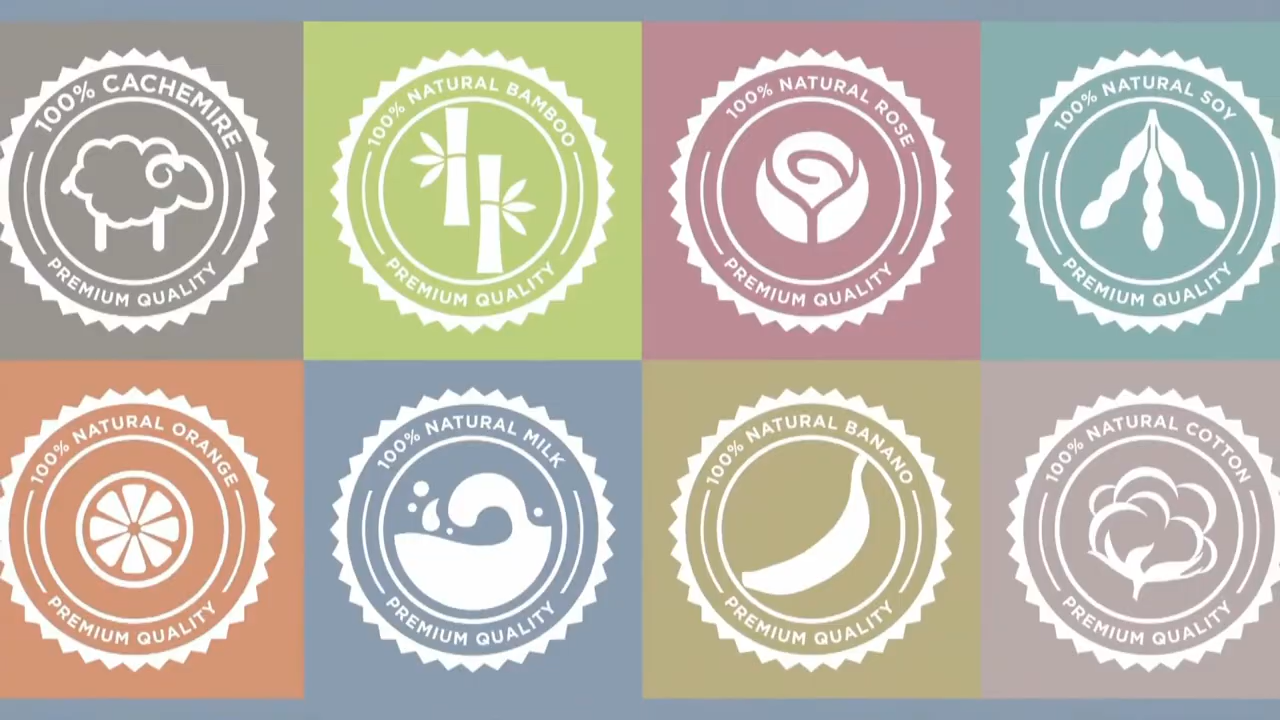 100% CACHEMIRE
PREMIUM QUALITY
100% NATURAL BAMBOO
PREMIUM QUALITY
100% NATURAL ROSE
PREMIUM QUALITY
100% NATURAL SOY
PREMIUM QUALITY
100% NATURAL ORANGE
PREMIUM QUALITY
100% NATURAL MILK
PREMIUM QUALITY
100% NATURAL BANANO
PREMIUM QUALITY
100% NATURAL COTTON
PREMIUM QUALITY